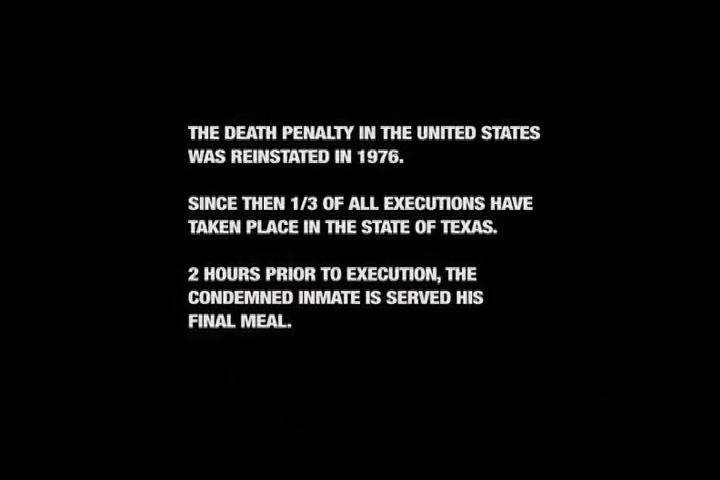 THE DEATH PENALTY IN THE UNITED STATES
WAS REINSTATED IN 1976.
SINCE THEN 1/3 OF ALL EXECUTIONS HAVE
TAKEN PLACE IN THE STATE OF TEXAS.
2 HOURS PRIOR TO EXECUTION, THE
CONDEMNED INMATE IS SERVED HIS
FINAL MEAL.